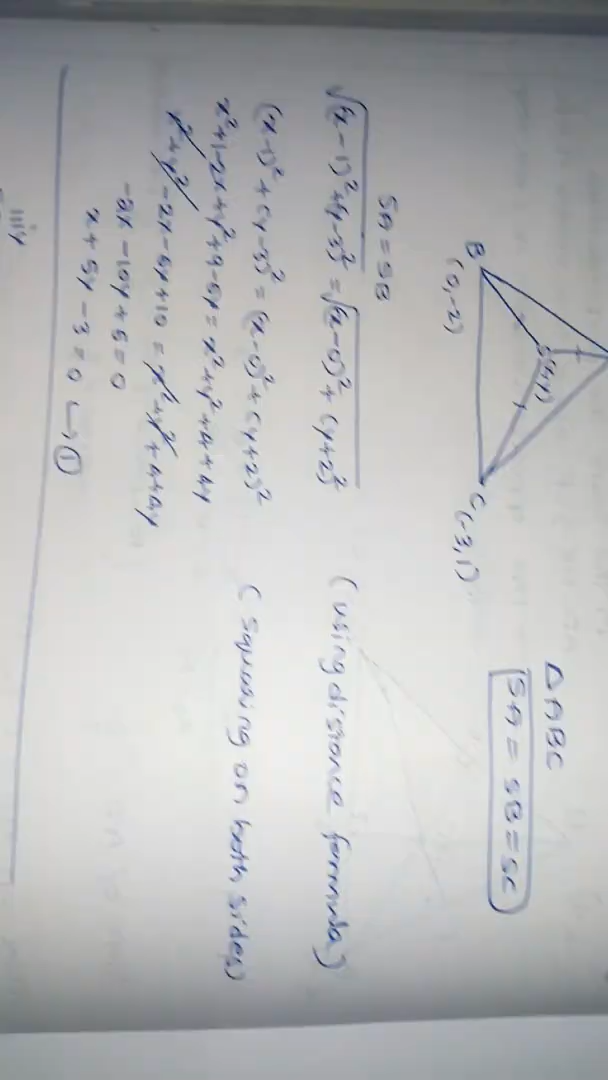 Δ ABC
SA = SB = SC
S(x,y)
B
(0,-2)
C(-3,1)
SA = SB
√(x-1)²+(y-3)² = √(x-0)²+(y+2)² (using distance formula)
(x-1)²+(y-3)² = (x-0)²+(y+2)² (squaring on both sides)
x²+1-2x+y²+9-6y = x²+y²+4+4y
x²+y²-2x-6y+10 = x²+y²+4+4y
-2x-10y+6=0
x+5y-3=0 ↪ ①
lllly